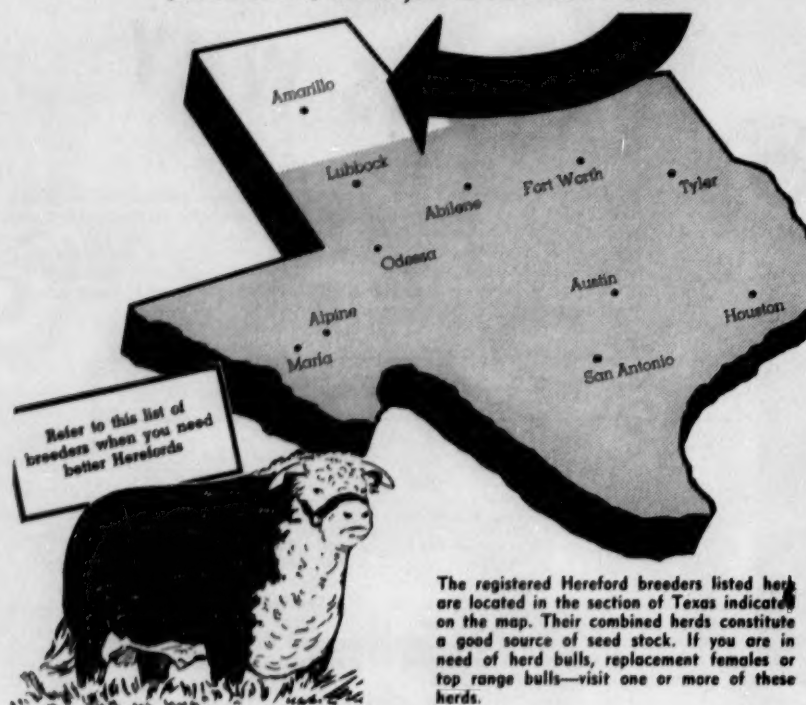 Amarillo
Lubbock
Abilene
Fort Worth
Tyler
Odessa
Austin
Houston
Alpine
Marfa
San Antonio
Refer to this list of
breeders when you need
better Herefords
The registered Hereford breeders listed here
are located in the section of Texas indicated
on the map. Their combined herds constitute
a good source of seed stock. If you are in
need of herd bulls, replacement females or
top range bulls—visit one or more of these
herds.